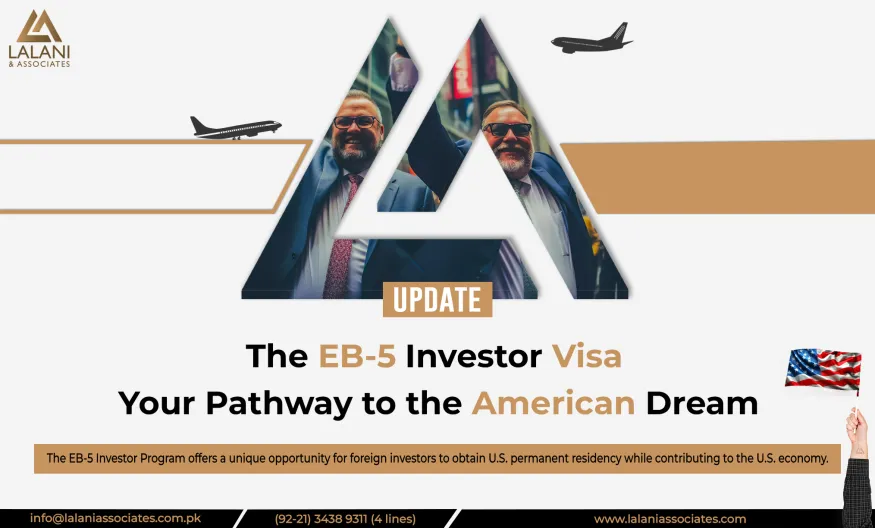 LALANI
& ASSOCIATES
UPDATE
The EB-5 Investor Visa
Your Pathway to the American Dream
The EB-5 Investor Program offers a unique opportunity for foreign investors to obtain U.S. permanent residency while contributing to the U.S. economy.
info@lalaniassociates.com.pk
(92-21) 3438 9311 (4 lines)
www.lalaniassociates.com